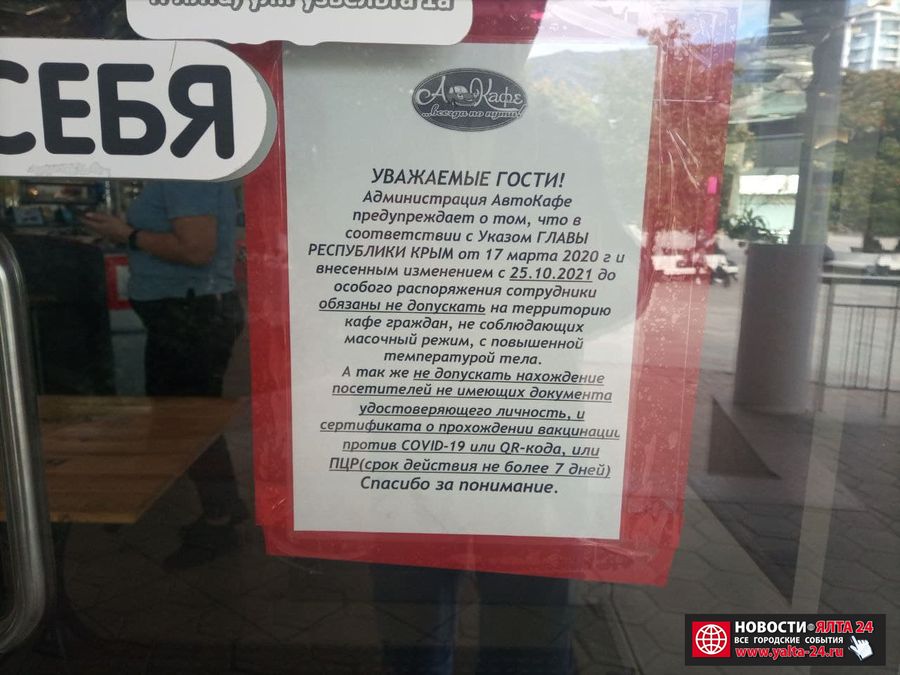 СЕБЯ
АвтоКафе
...всегда по пути!
УВАЖАЕМЫЕ ГОСТИ!
Администрация АвтоКафе
предупреждает о том, что в
соответствии с Указом ГЛАВЫ
РЕСПУБЛИКИ КРЫМ от 17 марта 2020 г и
внесенным изменением с 25.10.2021 до
особого распоряжения сотрудники
обязаны не допускать на территорию
кафе граждан, не соблюдающих
масочный режим, с повышенной
температурой тела.
А так же не допускать нахождение
посетителей не имеющих документа
удостоверяющего личность, и
сертификата о прохождении вакцинации
против COVID-19 или QR-кода, или
ПЦР(срок действия не более 7 дней)
Спасибо за понимание.
НОВОСТИ ЯЛТА 24
ВСЕ ГОРОДСКИЕ СОБЫТИЯ
www.yalta-24.ru